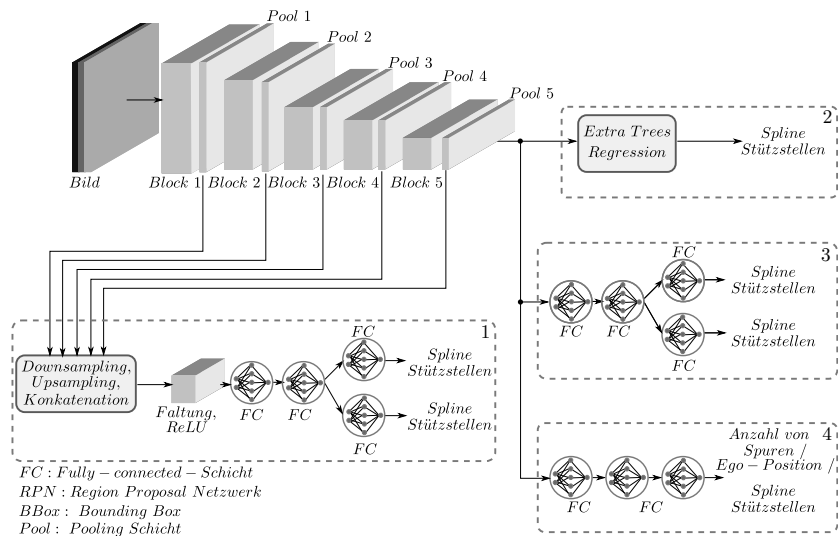 Pool 1
Pool 2
Pool 3
Pool 4
Pool 5
Bild
Block 1
Block 2
Block 3
Block 4
Block 5
2
Extra Trees
Regression
Spline
Stützstellen
3
FC
FC
FC
FC
Spline
Stützstellen
Spline
Stützstellen
1
Downsampling,
Upsampling,
Konkatenation
Faltung,
ReLU
FC
FC
FC
FC
Spline
Stützstellen
Spline
Stützstellen
4
FC
FC
Anzahl von
Spuren /
Ego-Position /
Spline
Stützstellen
FC : Fully-connected-Schicht
RPN : Region Proposal Netzwerk
BBox : Bounding Box
Pool : Pooling Schicht